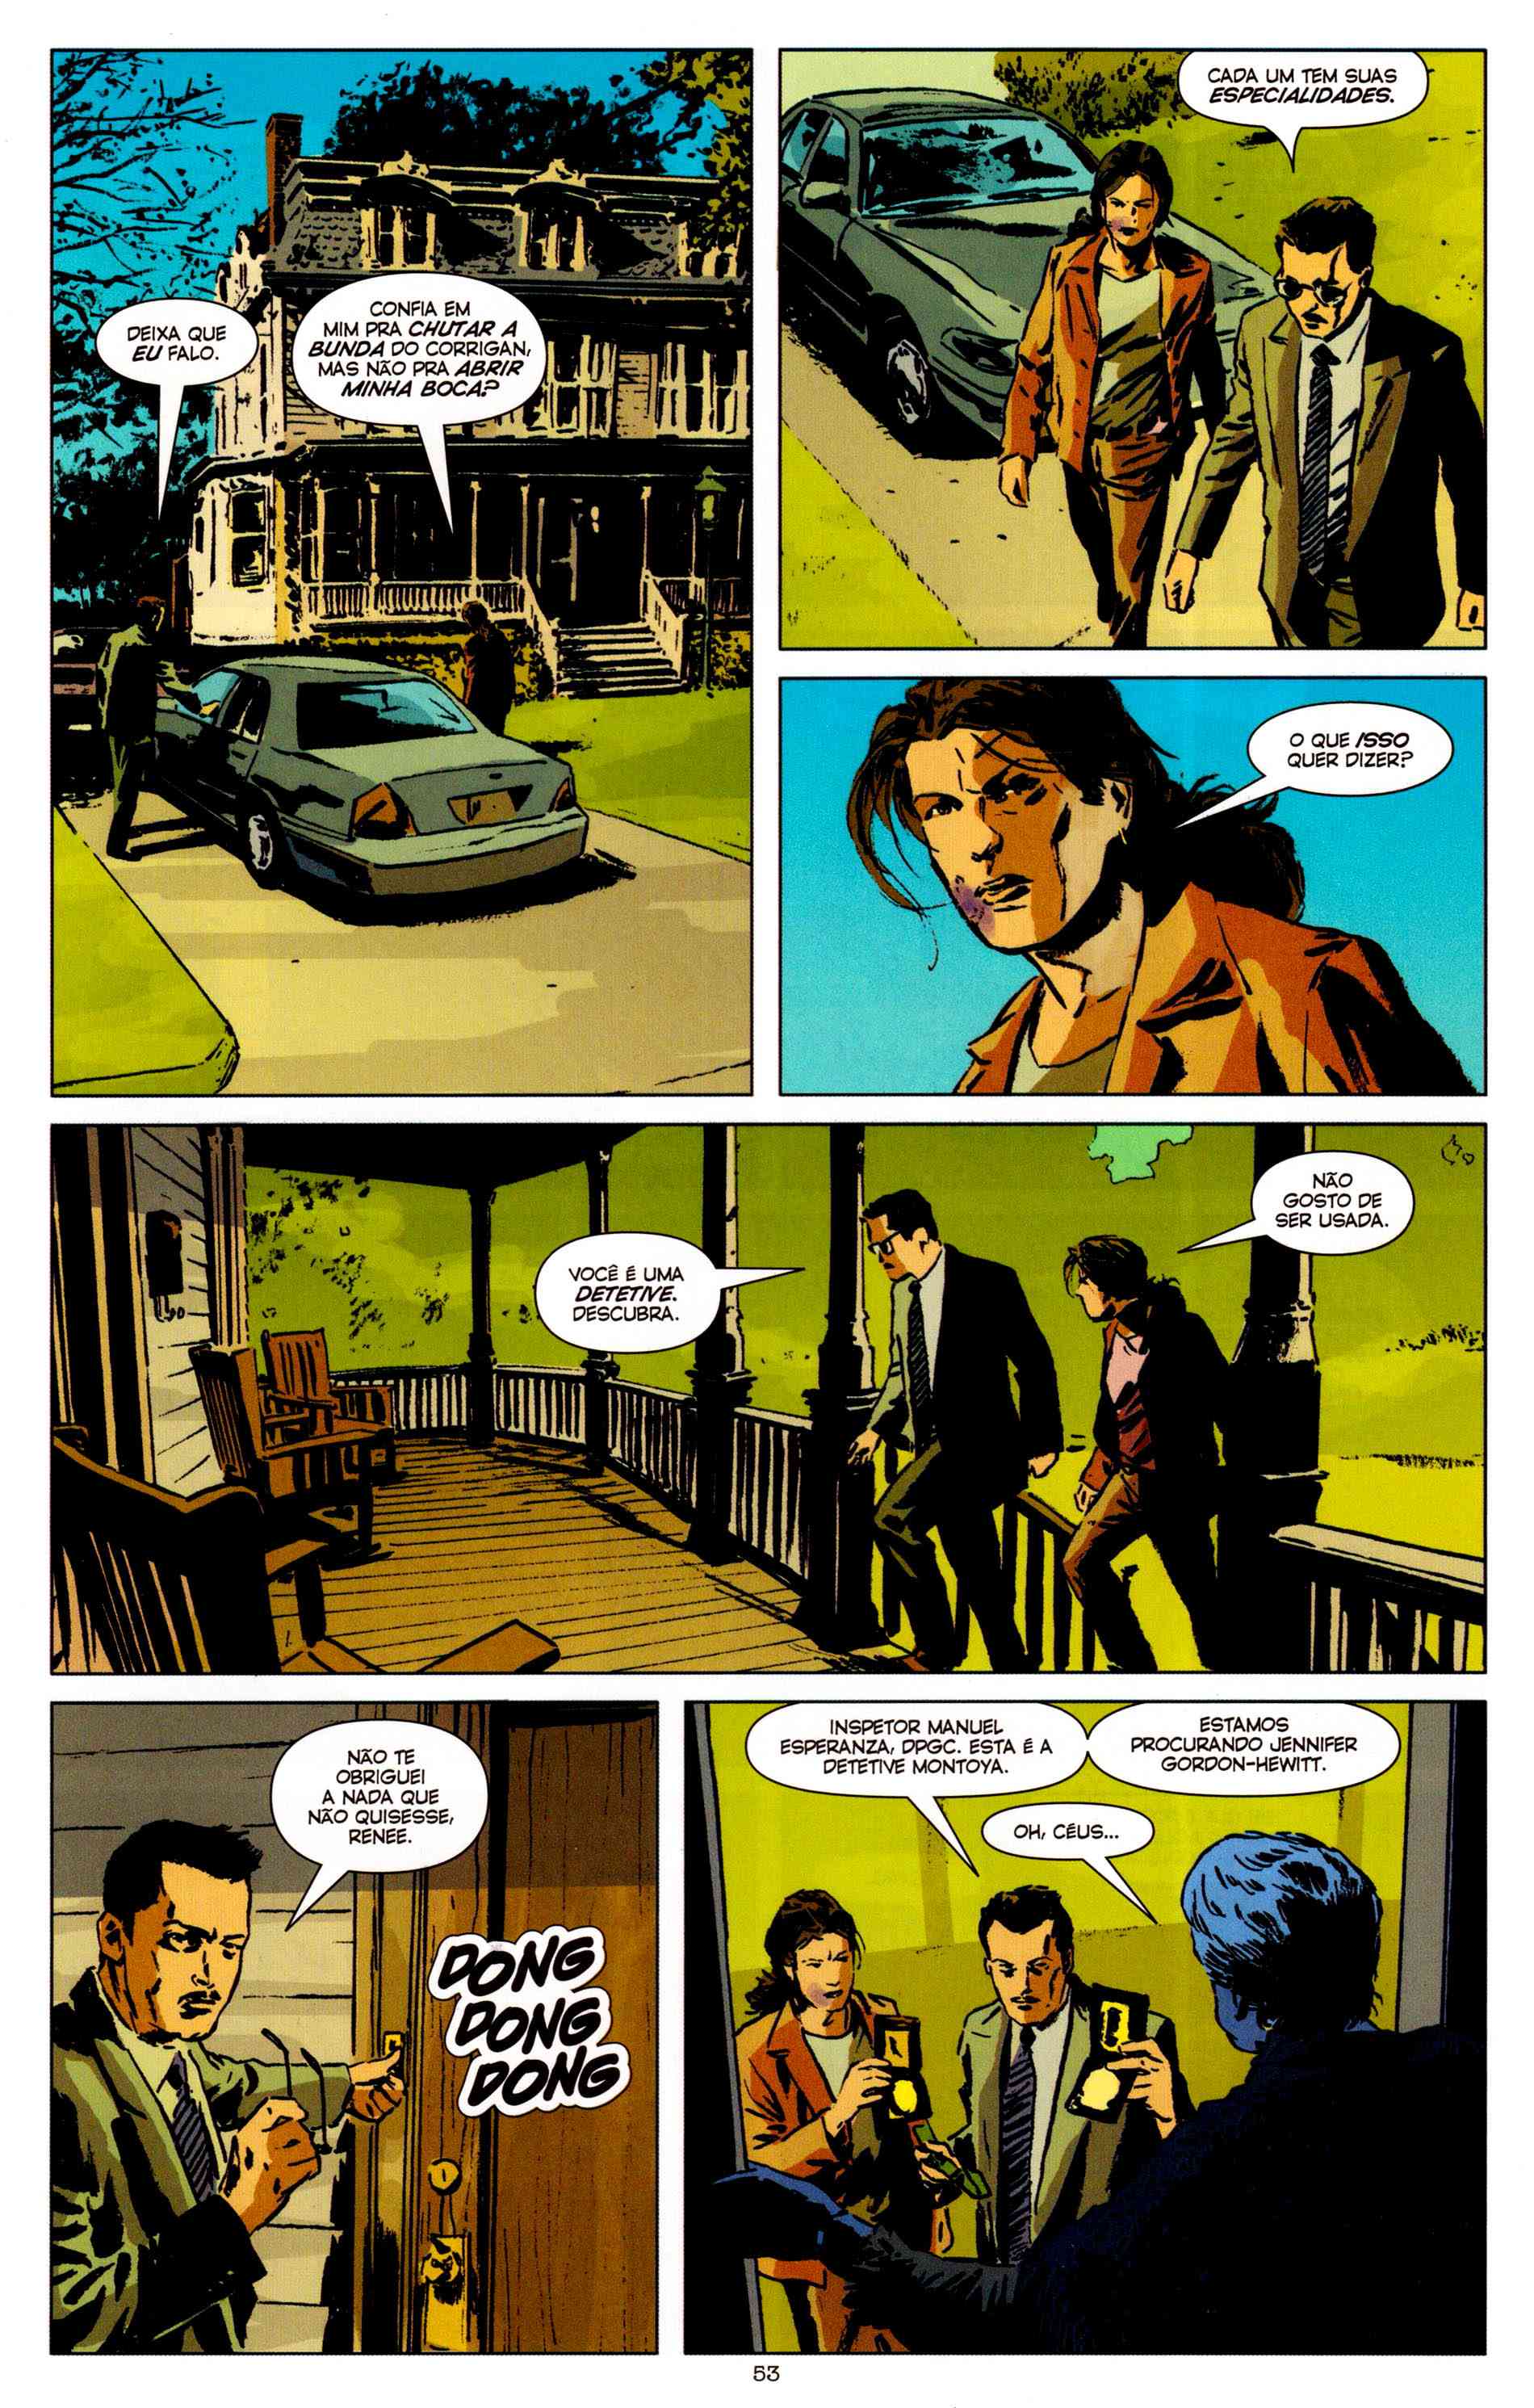 DEIXA QUE
EU FALO.
CONFIA EM
MIM PRA CHUTAR A
BUNDA DO CORRIGAN,
MAS NÃO PRA ABRIR
MINHA BOCA?
CADA UM TEM SUAS
ESPECIALIDADES.
O QUE ISSO
QUER DIZER?
VOCÊ É UMA
DETETIVE.
DESCUBRA.
NÃO
GOSTO DE
SER USADA.
NÃO TE
OBRIGUEI
A NADA QUE
NÃO QUISESSE,
RENEE.
DONG
DONG
DONG
INSPETOR MANUEL
ESPERANZA, DPGC. ESTA É A
DETETIVE MONTOYA.
ESTAMOS
PROCURANDO JENNIFER
GORDON-HEWITT.
OH, CÉUS...
53